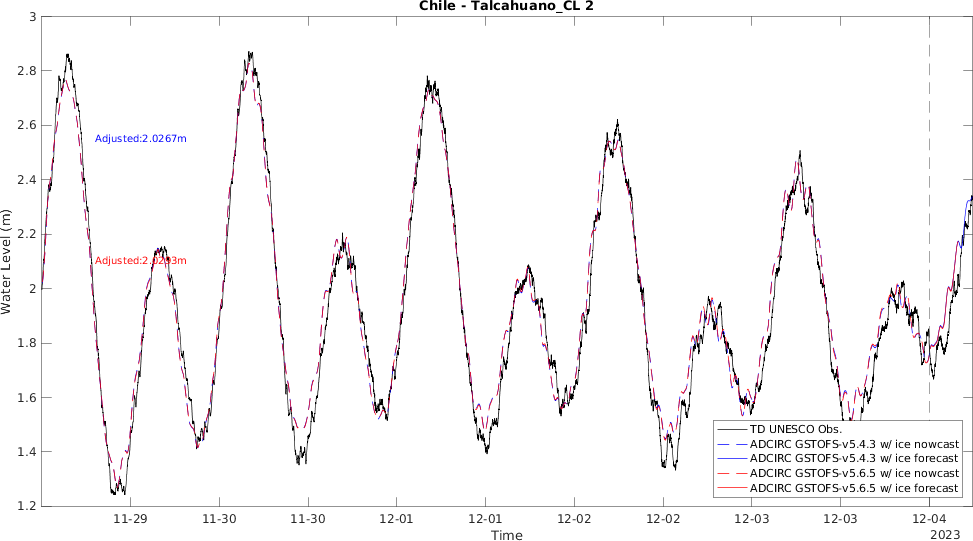 Chile - Talcahuano_CL 2
3
2.8
2.6
2.4
2.2
2
1.8
1.6
1.4
1.2
Water Level (m)
Adjusted:2.0267m
TD UNESCO Obs.
ADCIRC GSTOFS-v5.4.3 w/ ice nowcast
ADCIRC GSTOFS-v5.4.3 w/ ice forecast
ADCIRC GSTOFS-v5.6.5 w/ ice nowcast
ADCIRC GSTOFS-v5.6.5 w/ ice forecast
11-29 11-30 11-30 12-01 12-01 12-02 12-02 12-03 12-03 12-04
2023
Time